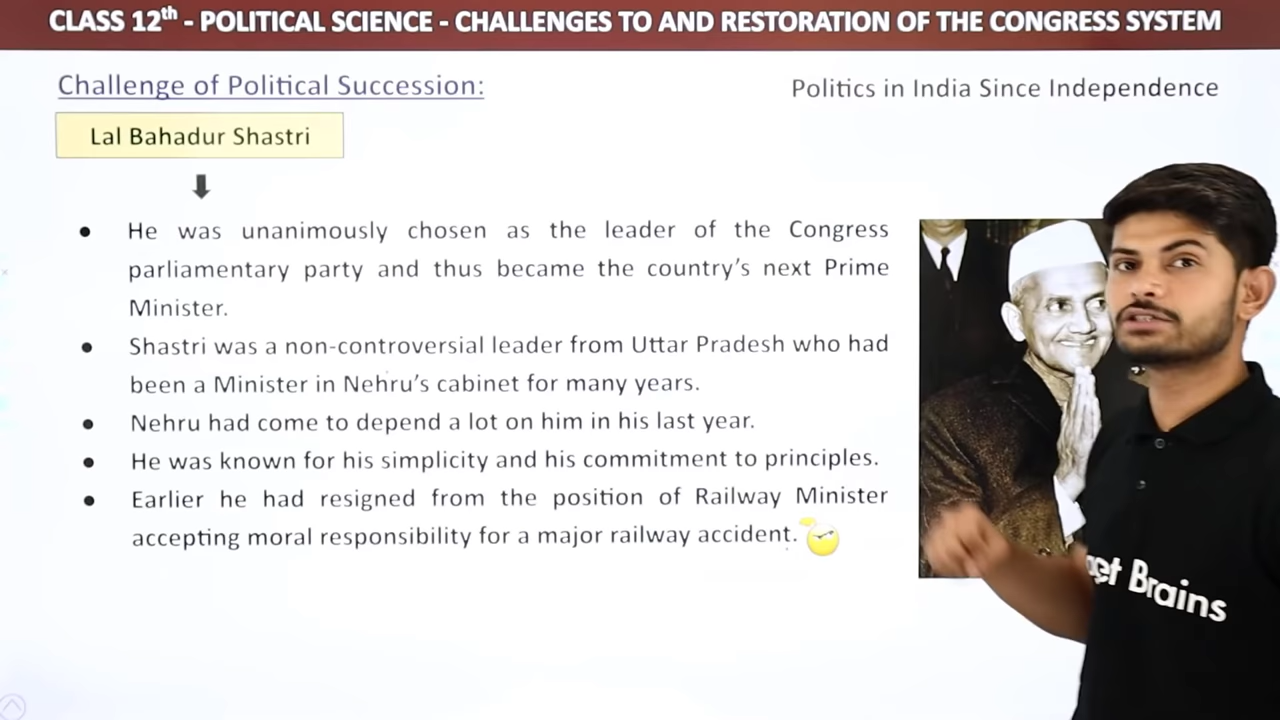 CLASS 12th - POLITICAL SCIENCE - CHALLENGES TO AND RESTORATION OF THE CONGRESS SYSTEM
Challenge of Political Succession:
Politics in India Since Independence
Lal Bahadur Shastri
● He was unanimously chosen as the leader of the Congress
parliamentary party and thus became the country's next Prime
Minister.
● Shastri was a non-controversial leader from Uttar Pradesh who had
been a Minister in Nehru's cabinet for many years.
● Nehru had come to depend a lot on him in his last year.
● He was known for his simplicity and his commitment to principles.
● Earlier he had resigned from the position of Railway Minister
accepting moral responsibility for a major railway accident.
Brains